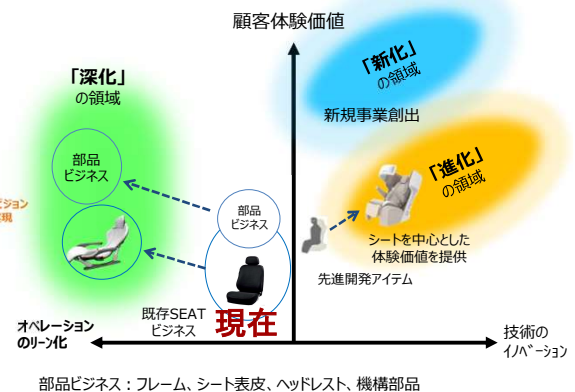 顧客体験価値
「新化」
の領域
新規事業創出
「深化」
の領域
部品
ビジネス
「進化」
の領域
ビジョン
現
部品
ビジネス
シートを中心とした
体験価値を提供
先進開発アイテム
既存SEAT
ビジネス
現在
オペレーション
のリーン化
技術の
イノベーション
部品ビジネス：フレーム、シート表皮、ヘッドレスト、機構部品